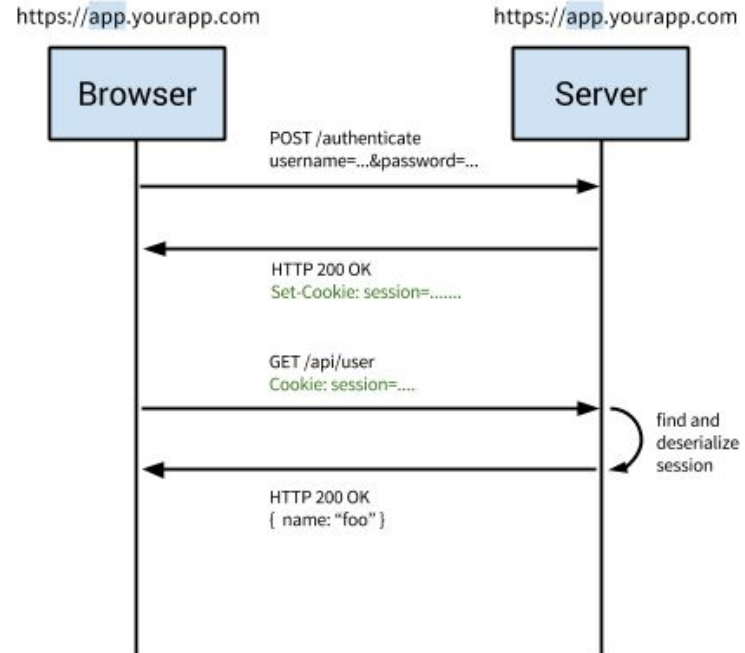 https://app.yourapp.com
https://app.yourapp.com
Browser
Server
POST /authenticate
username=...&password=...
HTTP 200 OK
Set-Cookie: session=.......
GET /api/user
Cookie: session=....
find and
deserialize
session
HTTP 200 OK
{ name: “foo” }